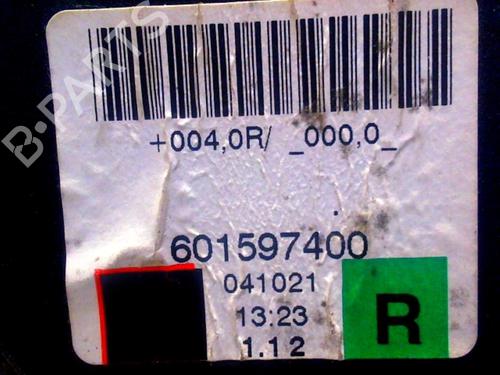 B-PARTS
+004,0R/ _000,0_
601597400
041021
13:23
1.12
R